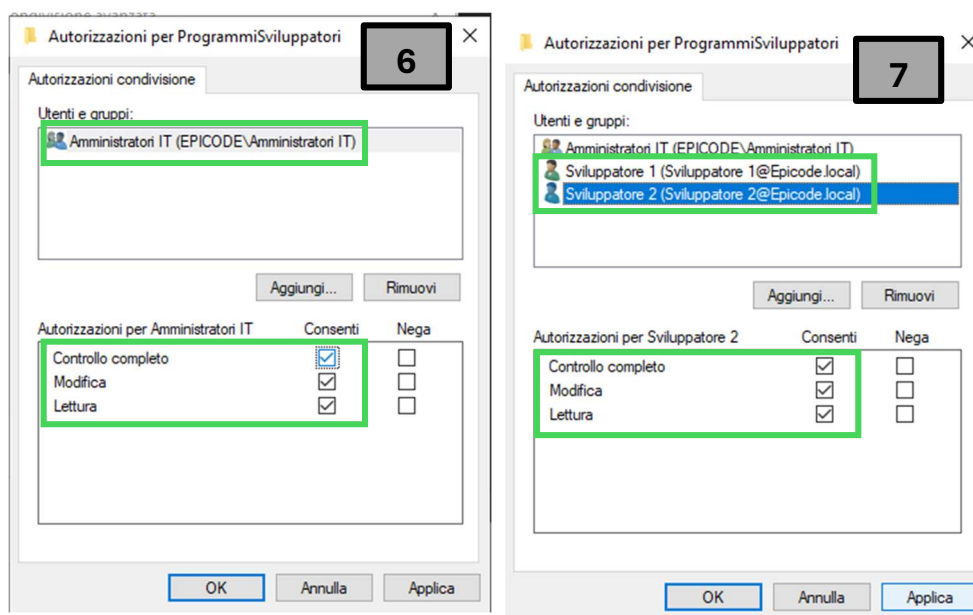 ondivisione avanzata
Autorizzazioni per ProgrammiSviluppatori
6
Autorizzazioni condivisione
Utenti e gruppi:
Amministratori IT (EPICODE\Amministratori IT)
Aggiungi...
Rimuovi
Autorizzazioni per Amministratori IT
Consenti
Nega
Controllo completo
Modifica
Lettura
OK
Annulla
Applica
Autorizzazioni per ProgrammiSviluppatori
7
Autorizzazioni condivisione
Utenti e gruppi:
Amministratori IT (EPICODE\Amministratori IT)
Sviluppatore 1 (Sviluppatore 1@Epicode.local)
Sviluppatore 2 (Sviluppatore 2@Epicode.local)
Aggiungi...
Rimuovi
Autorizzazioni per Sviluppatore 2
Consenti
Nega
Controllo completo
Modifica
Lettura
OK
Annulla
Applica